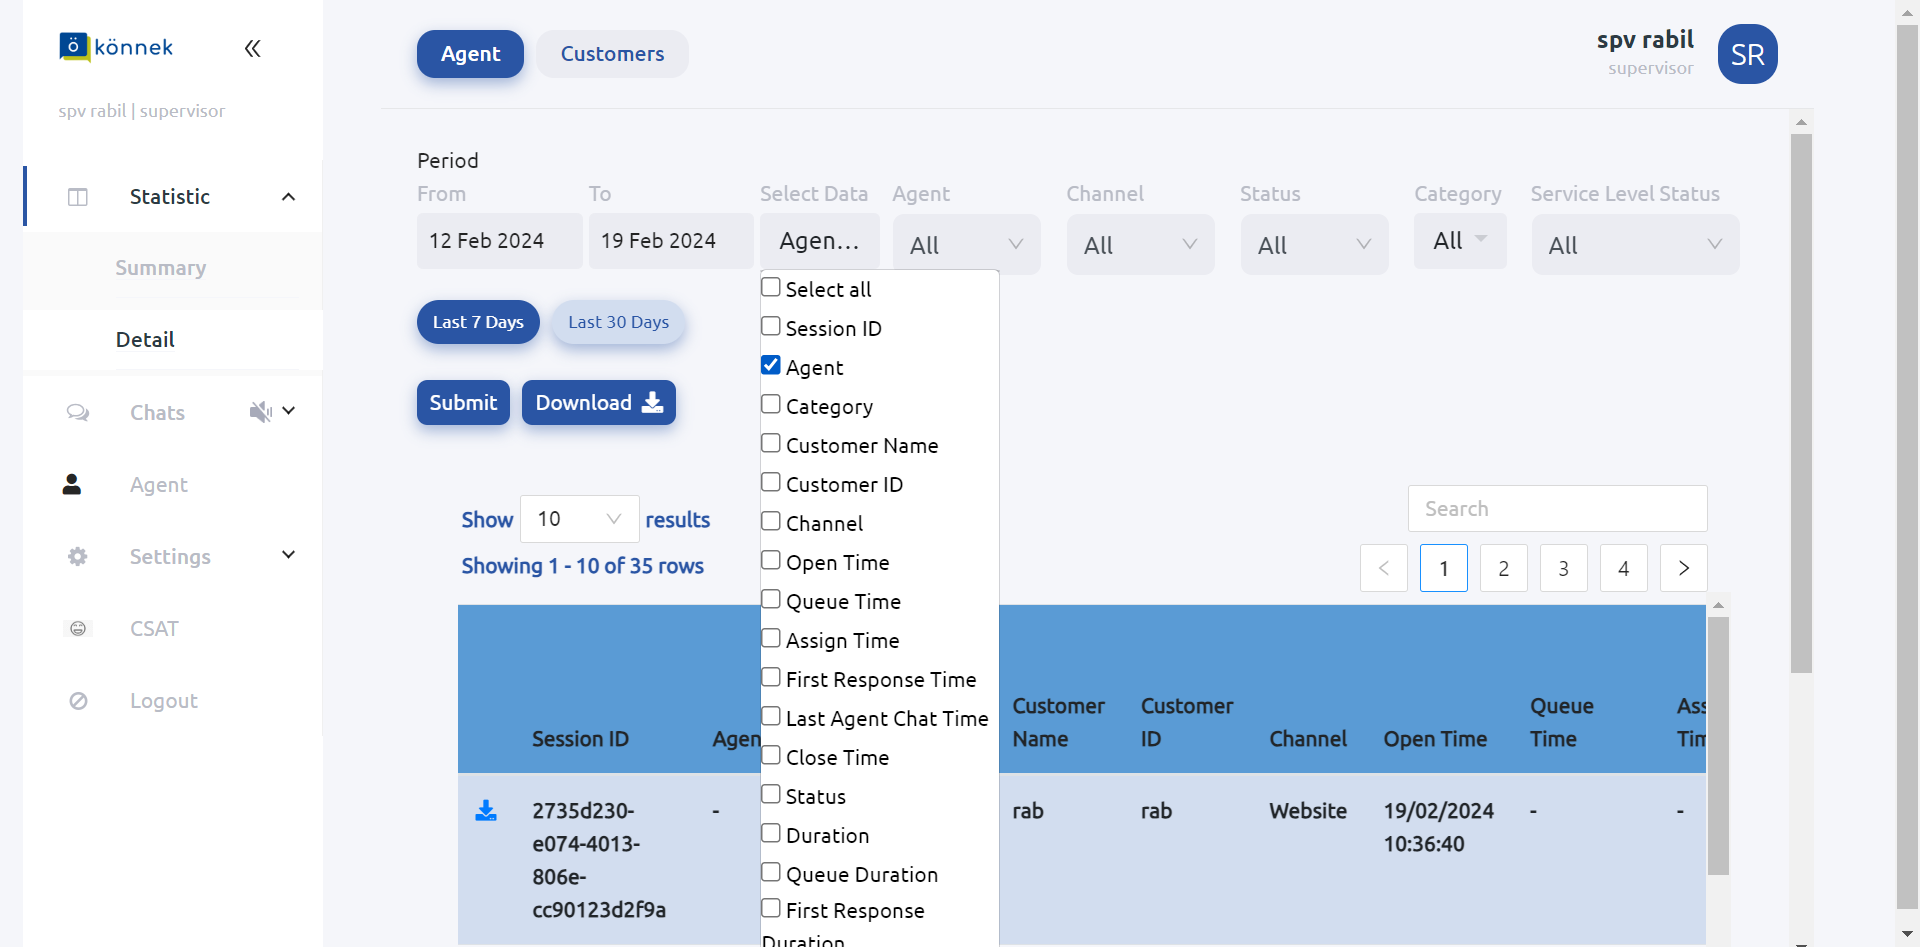 ö könnek
spv rabil | supervisor
Statistic
Summary
Detail
Chats
Agent
Settings
CSAT
Logout
Agent
Customers
spv rabil
supervisor
SR
Period
From
To
Select Data
Agent
Channel
Status
Category
Service Level Status
12 Feb 2024
19 Feb 2024
Agen...
All
All
All
All
All
Last 7 Days
Last 30 Days
Submit
Download
Select all
Session ID
Agent
Category
Customer Name
Customer ID
Channel
Open Time
Queue Time
Assign Time
First Response Time
Last Agent Chat Time
Close Time
Status
Duration
Queue Duration
First Response
Duration
Show 10 results
Showing 1 - 10 of 35 rows
Search
< 1 2 3 4 >
Session ID
Agen
Customer
Name
Customer
ID
Channel
Open Time
Queue
Time
Ass
Tim
2735d230-
e074-4013-
806e-
cc90123d2f9a
-
rab
rab
Website
19/02/2024
10:36:40
-
-